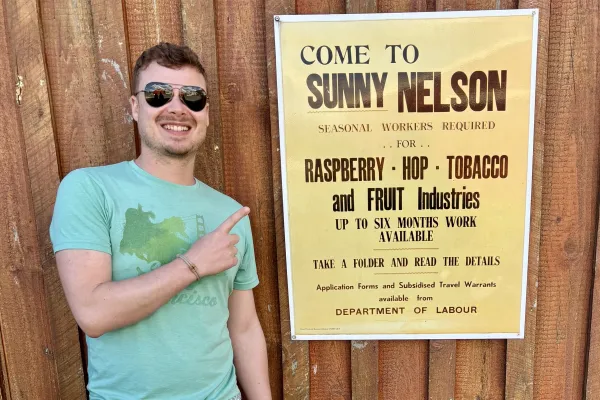 COME TO
SUNNY NELSON
SEASONAL WORKERS REQUIRED
. . FOR . .
RASPBERRY · HOP · TOBACCO
and FRUIT Industries
UP TO SIX MONTHS WORK
AVAILABLE
TAKE A FOLDER AND READ THE DETAILS
Application Forms and Subsidised Travel Warrants
available from
DEPARTMENT OF LABOUR